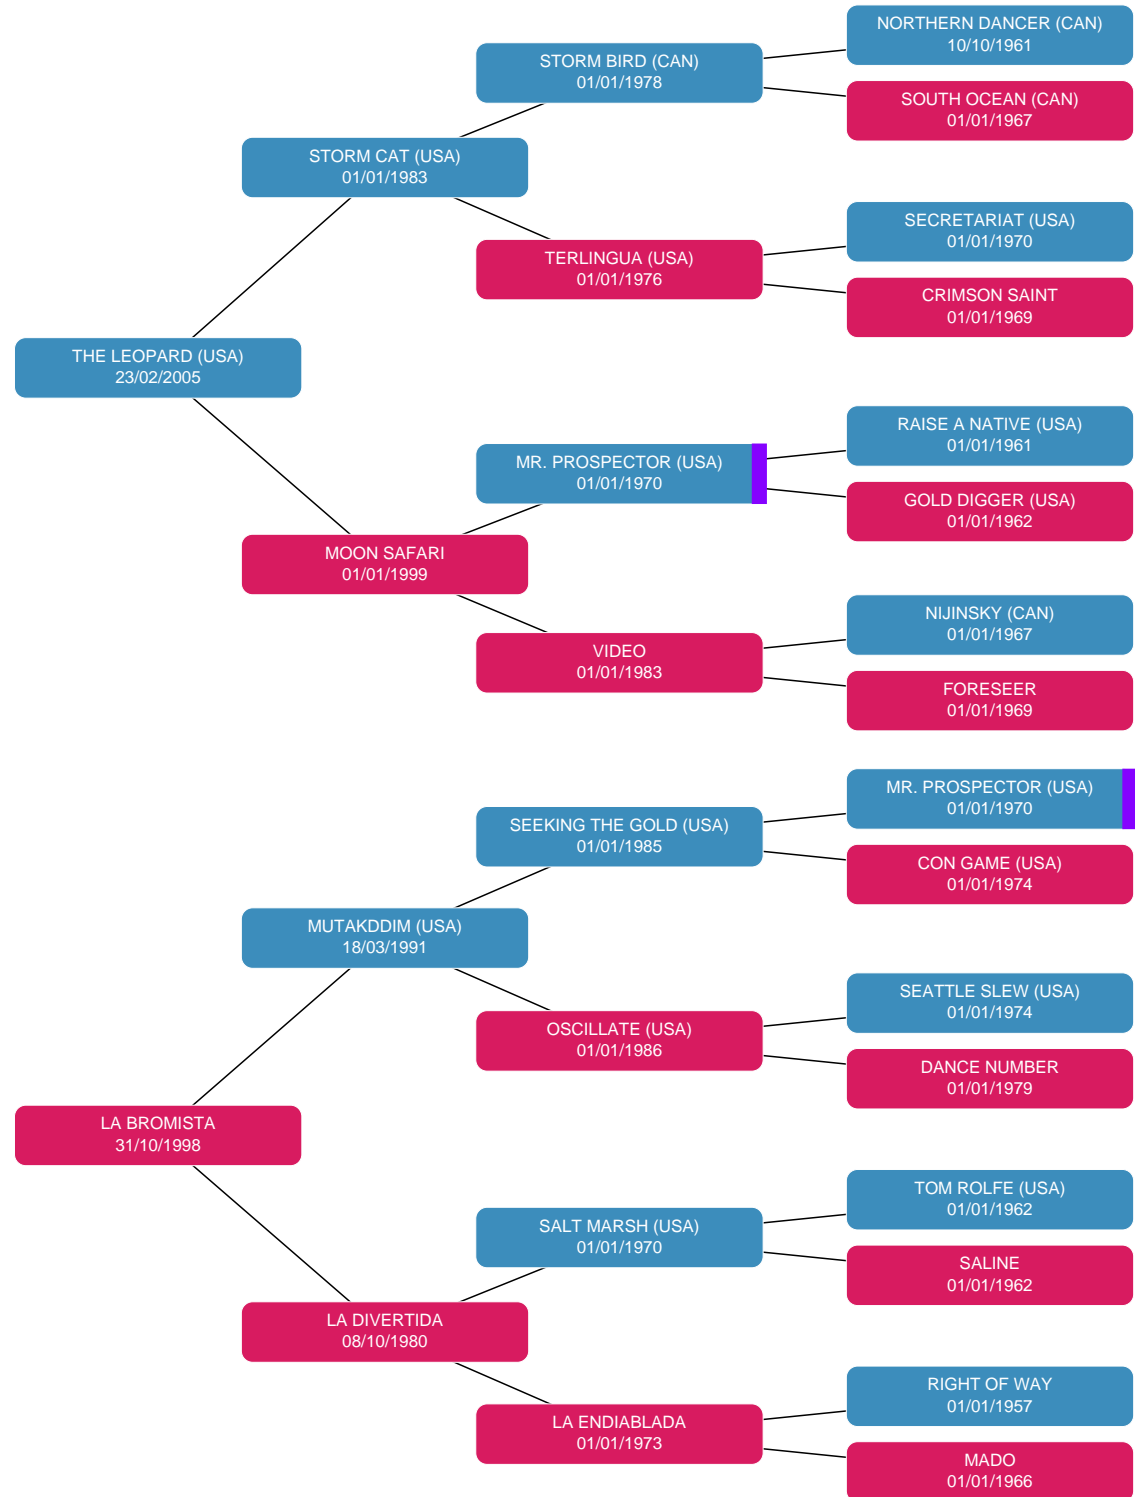 NORTHERN DANCER (CAN)
10/10/1961
STORM BIRD (CAN)
01/01/1978
SOUTH OCEAN (CAN)
01/01/1967
STORM CAT (USA)
01/01/1983
SECRETARIAT (USA)
01/01/1970
TERLINGUA (USA)
01/01/1976
CRIMSON SAINT
01/01/1969
THE LEOPARD (USA)
23/02/2005
RAISE A NATIVE (USA)
01/01/1961
MR. PROSPECTOR (USA)
01/01/1970
GOLD DIGGER (USA)
01/01/1962
MOON SAFARI
01/01/1999
NIJINSKY (CAN)
01/01/1967
VIDEO
01/01/1983
FORESEER
01/01/1969
MR. PROSPECTOR (USA)
01/01/1970
SEEKING THE GOLD (USA)
01/01/1985
CON GAME (USA)
01/01/1974
MUTAKDDIM (USA)
18/03/1991
SEATTLE SLEW (USA)
01/01/1974
OSCILLATE (USA)
01/01/1986
DANCE NUMBER
01/01/1979
LA BROMISTA
31/10/1998
TOM ROLFE (USA)
01/01/1962
SALT MARSH (USA)
01/01/1970
SALINE
01/01/1962
LA DIVERTIDA
08/10/1980
RIGHT OF WAY
01/01/1957
LA ENDIABLADA
01/01/1973
MADO
01/01/1966